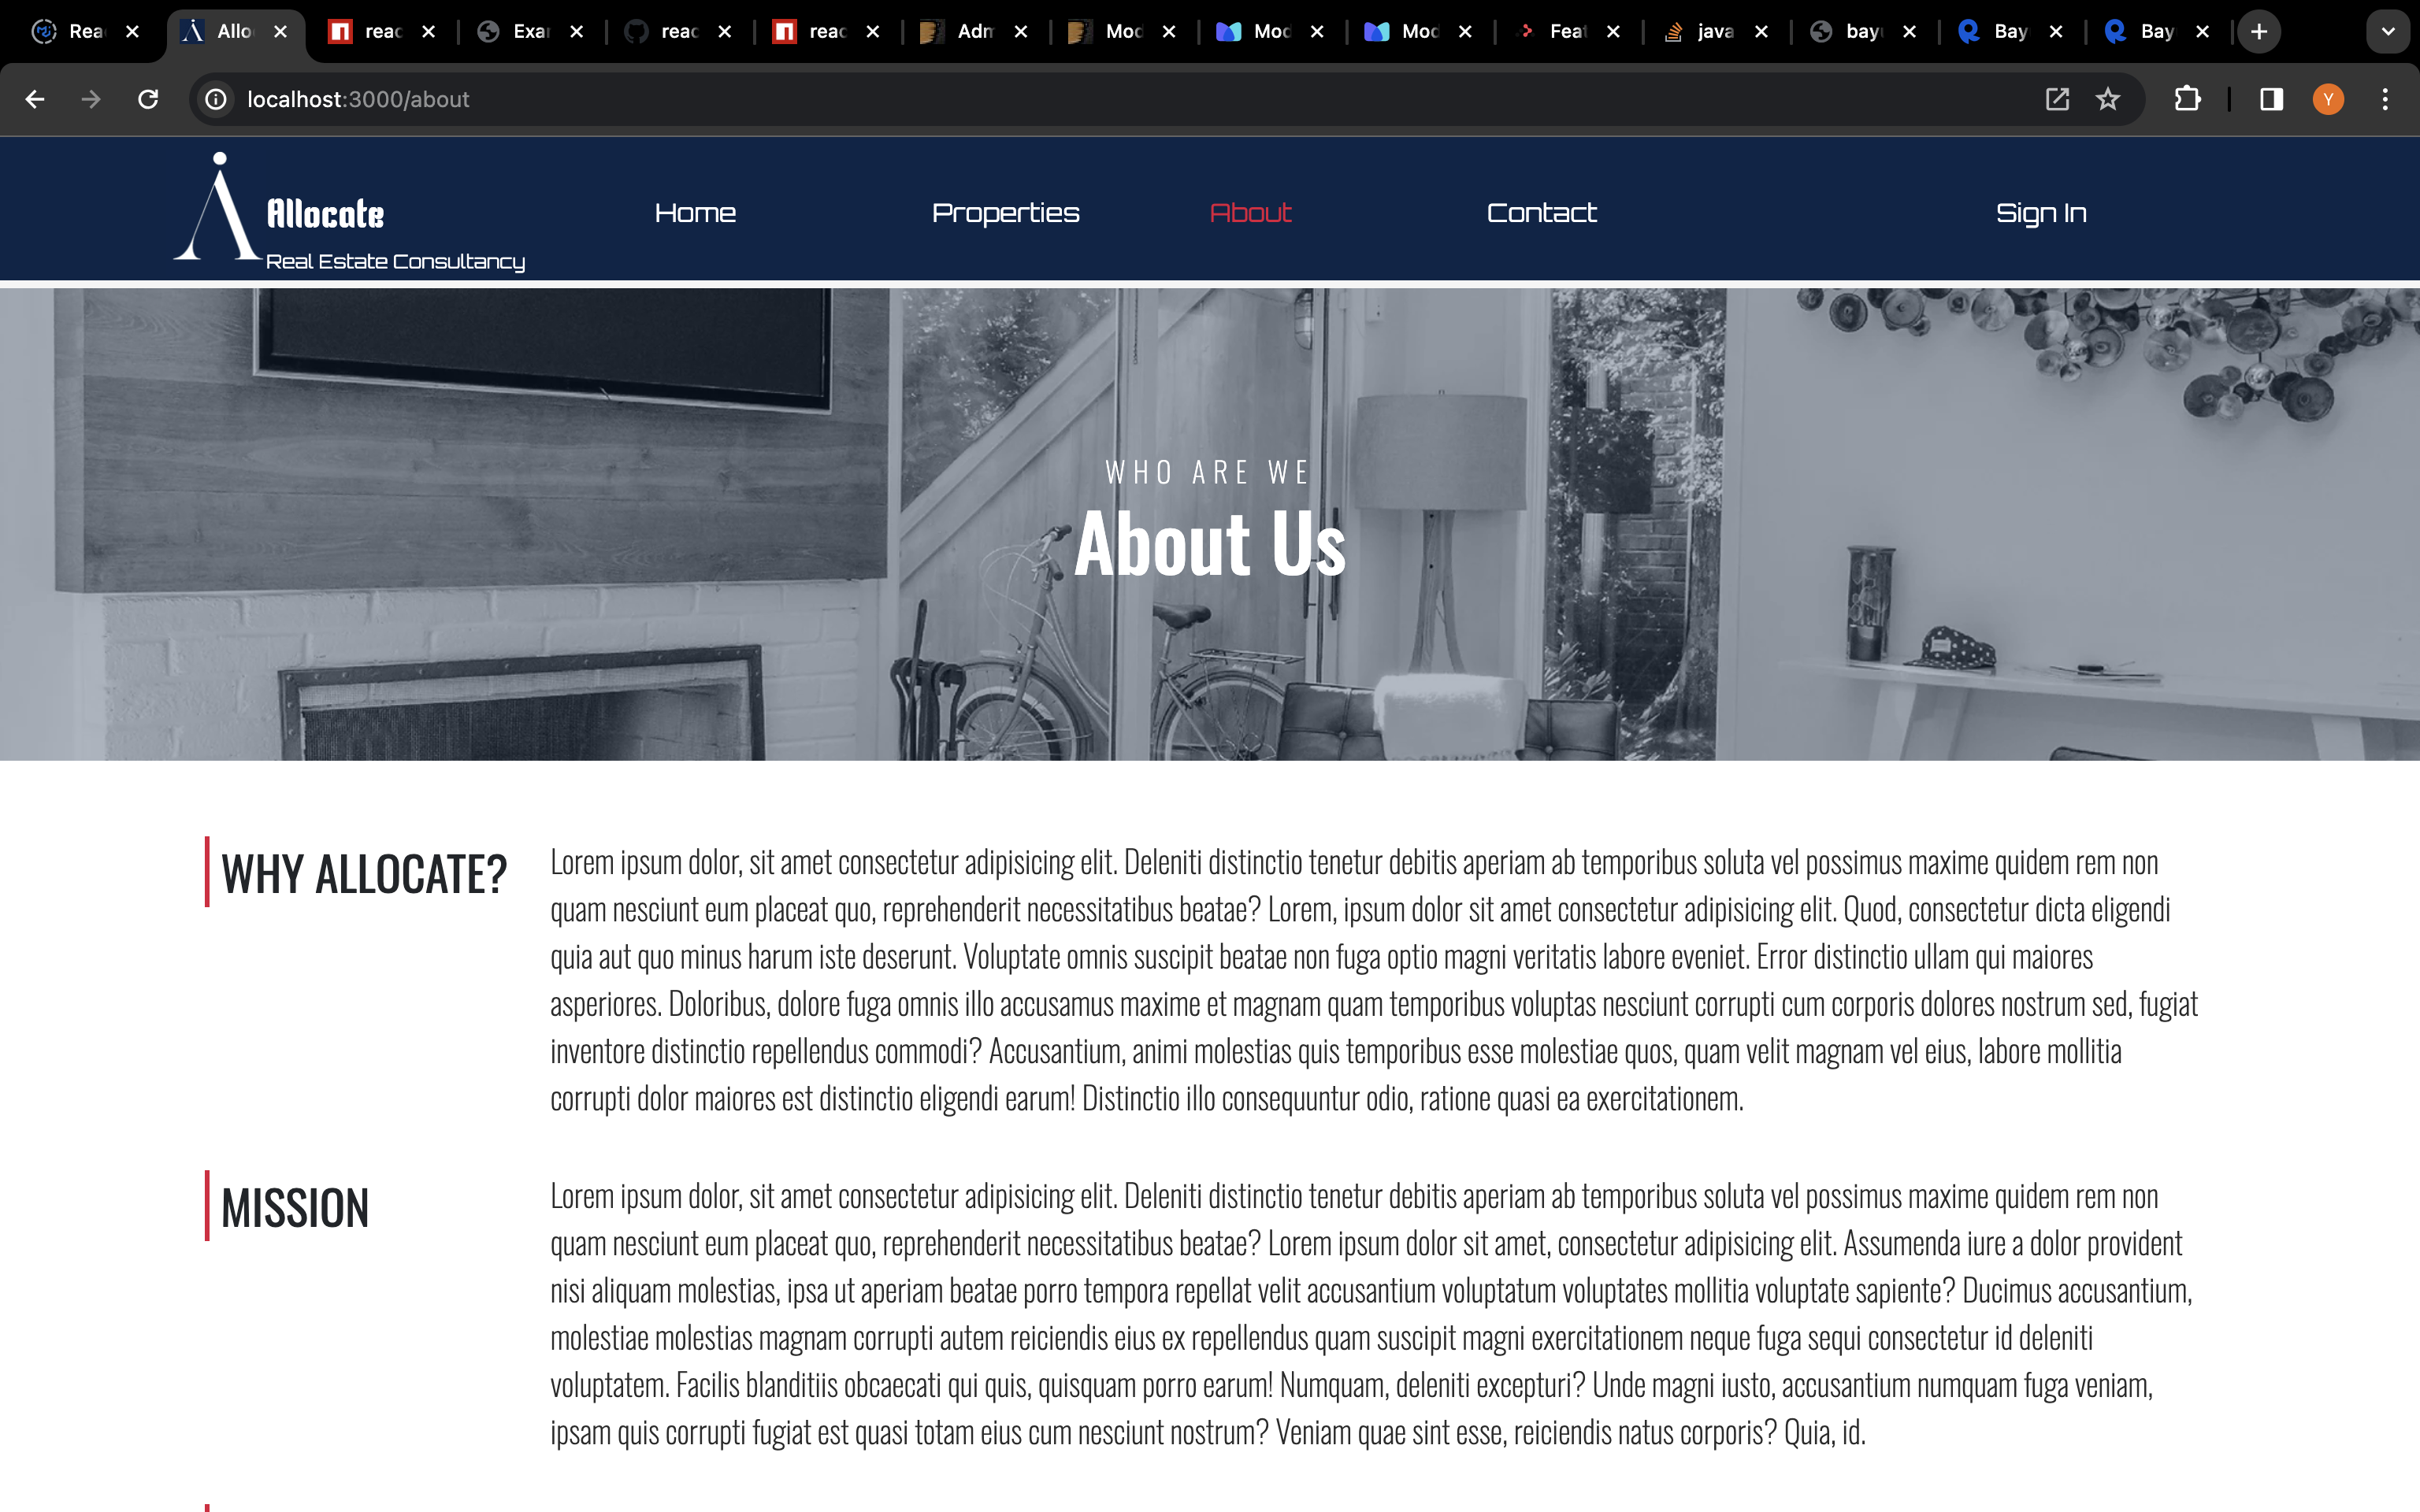 Rea
Allo
reac
Exar
reac
reac
Adm
Mod
Mod
Mod
Feat
java
bay
Bay
Bay
localhost:3000/about
Y
Allocate
Real Estate Consultancy
Home
Properties
About
Contact
Sign In
WHO ARE WE
About Us
WHY ALLOCATE?
Lorem ipsum dolor, sit amet consectetur adipisicing elit. Deleniti distinctio tenetur debitis aperiam ab temporibus soluta vel possimus maxime quidem rem non
quam nesciunt eum placeat quo, reprehenderit necessitatibus beatae? Lorem, ipsum dolor sit amet consectetur adipisicing elit. Quod, consectetur dicta eligendi
quia aut quo minus harum iste deserunt. Voluptate omnis suscipit beatae non fuga optio magni veritatis labore eveniet. Error distinctio ullam qui maiores
asperiores. Doloribus, dolore fuga omnis illo accusamus maxime et magnam quam temporibus voluptas nesciunt corrupti cum corporis dolores nostrum sed, fugiat
inventore distinctio repellendus commodi? Accusantium, animi molestias quis temporibus esse molestiae quos, quam velit magnam vel eius, labore mollitia
corrupti dolor maiores est distinctio eligendi earum! Distinctio illo consequuntur odio, ratione quasi ea exercitationem.
MISSION
Lorem ipsum dolor, sit amet consectetur adipisicing elit. Deleniti distinctio tenetur debitis aperiam ab temporibus soluta vel possimus maxime quidem rem non
quam nesciunt eum placeat quo, reprehenderit necessitatibus beatae? Lorem ipsum dolor sit amet, consectetur adipisicing elit. Assumenda iure a dolor provident
nisi aliquam molestias, ipsa ut aperiam beatae porro tempora repellat velit accusantium voluptatum voluptates mollitia voluptate sapiente? Ducimus accusantium,
molestiae molestias magnam corrupti autem reiciendis eius ex repellendus quam suscipit magni exercitationem neque fuga sequi consectetur id deleniti
voluptatem. Facilis blanditiis obcaecati qui quis, quisquam porro earum! Numquam, deleniti excepturi? Unde magni iusto, accusantium numquam fuga veniam,
ipsam quis corrupti fugiat est quasi totam eius cum nesciunt nostrum? Veniam quae sint esse, reiciendis natus corporis? Quia, id.